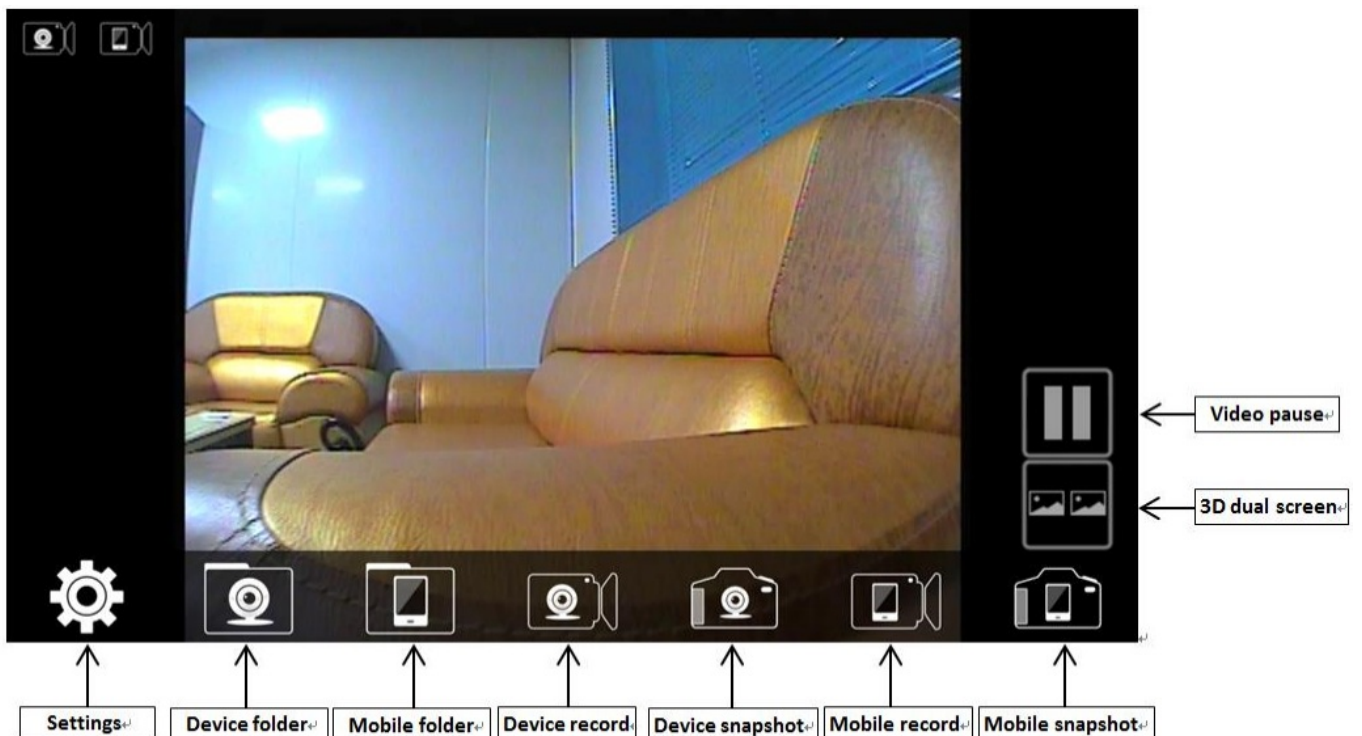 Video pause
3D dual screen
Settings
Device folder
Mobile folder
Device record
Device snapshot
Mobile record
Mobile snapshot